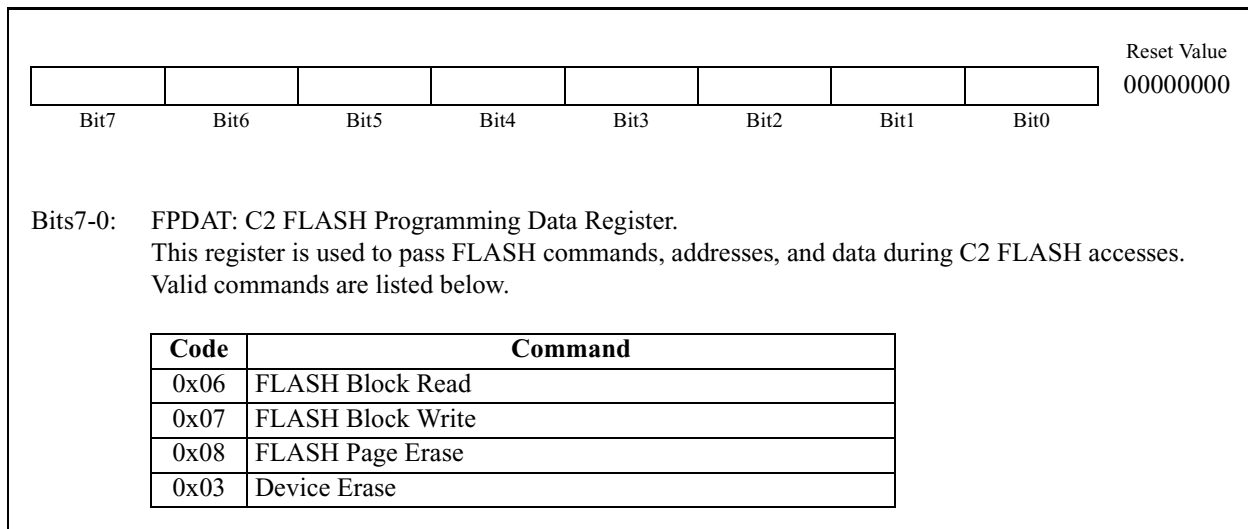 Reset Value
00000000
Bit7 Bit6 Bit5 Bit4 Bit3 Bit2 Bit1 Bit0
Bits7-0: FPDAT: C2 FLASH Programming Data Register.
This register is used to pass FLASH commands, addresses, and data during C2 FLASH accesses.
Valid commands are listed below.
Code Command
0x06 FLASH Block Read
0x07 FLASH Block Write
0x08 FLASH Page Erase
0x03 Device Erase